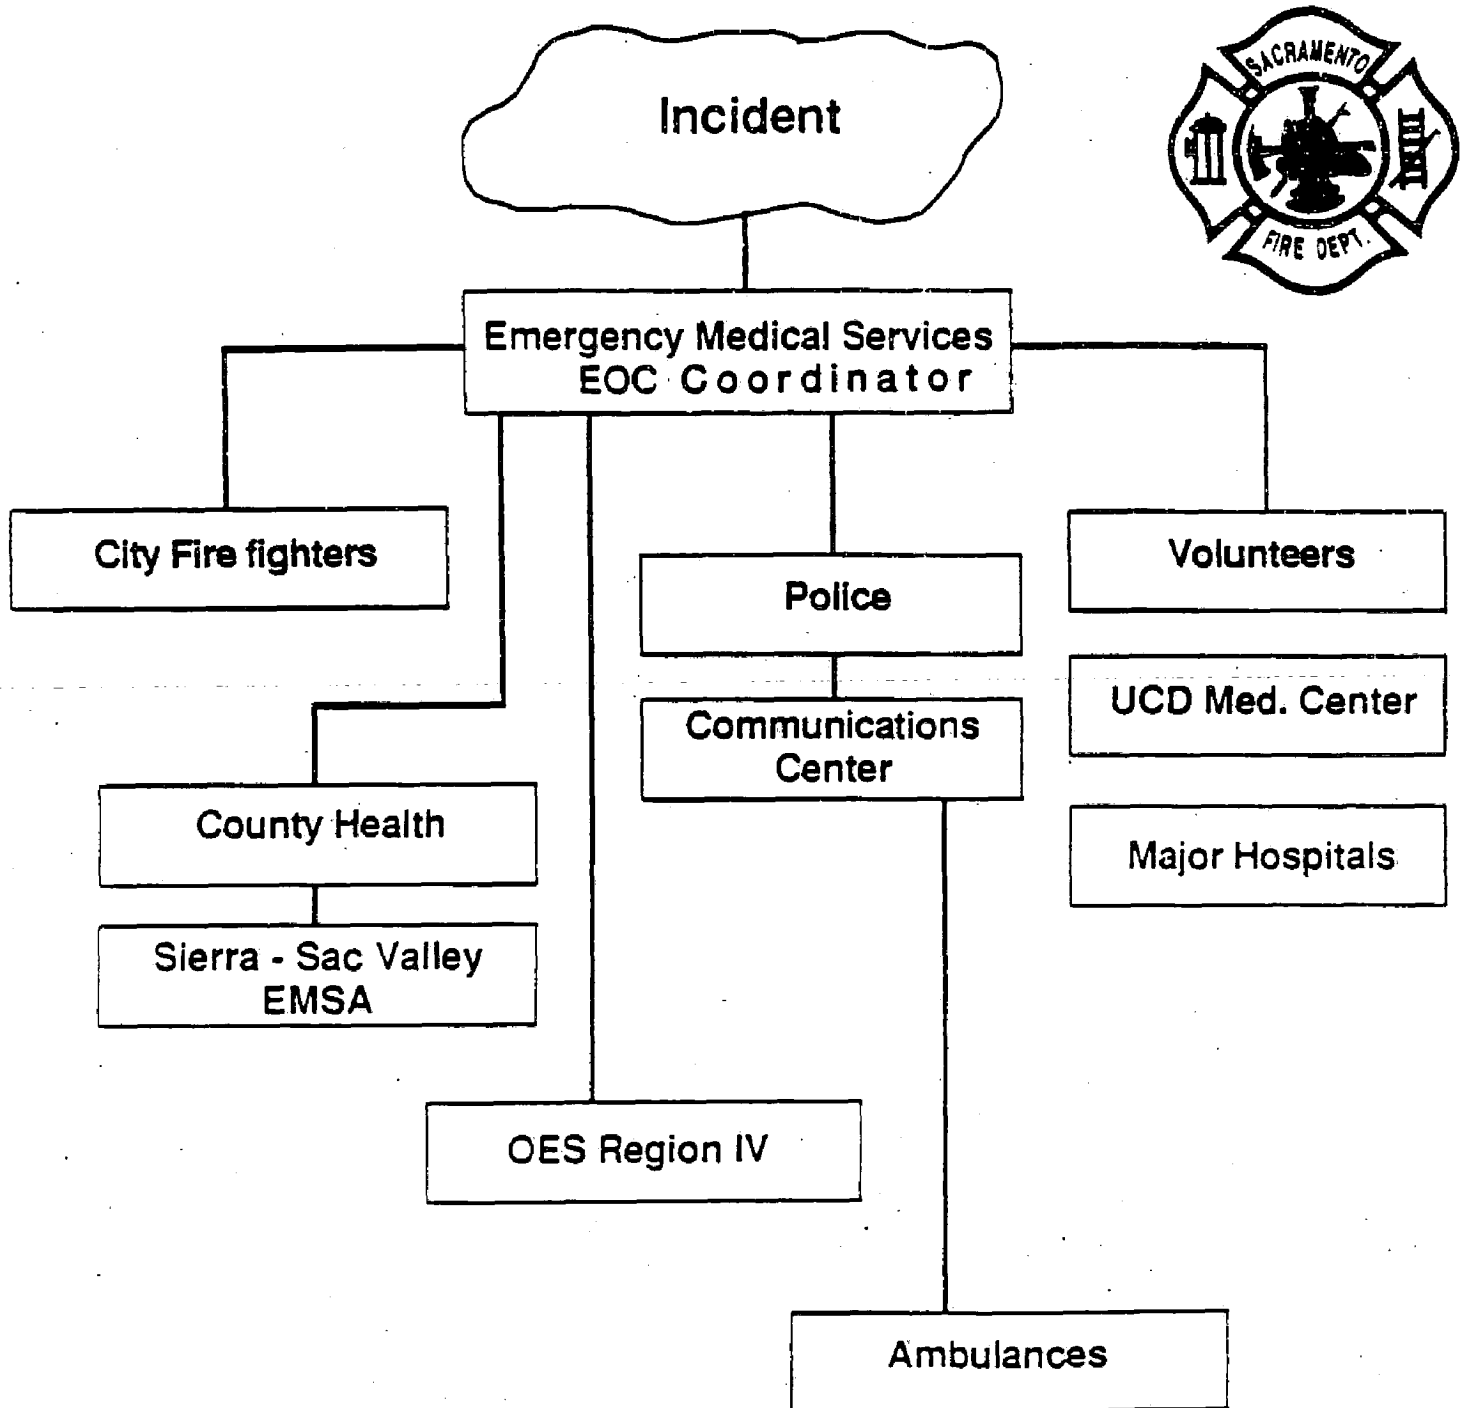 Incident
SACRAMENTO
FIRE DEPT.
Emergency Medical Services
EOC Coordinator
City Fire fighters
Police
Volunteers
Communications
Center
UCD Med. Center
County Health
Major Hospitals
Sierra - Sac Valley
EMSA
OES Region IV
Ambulances